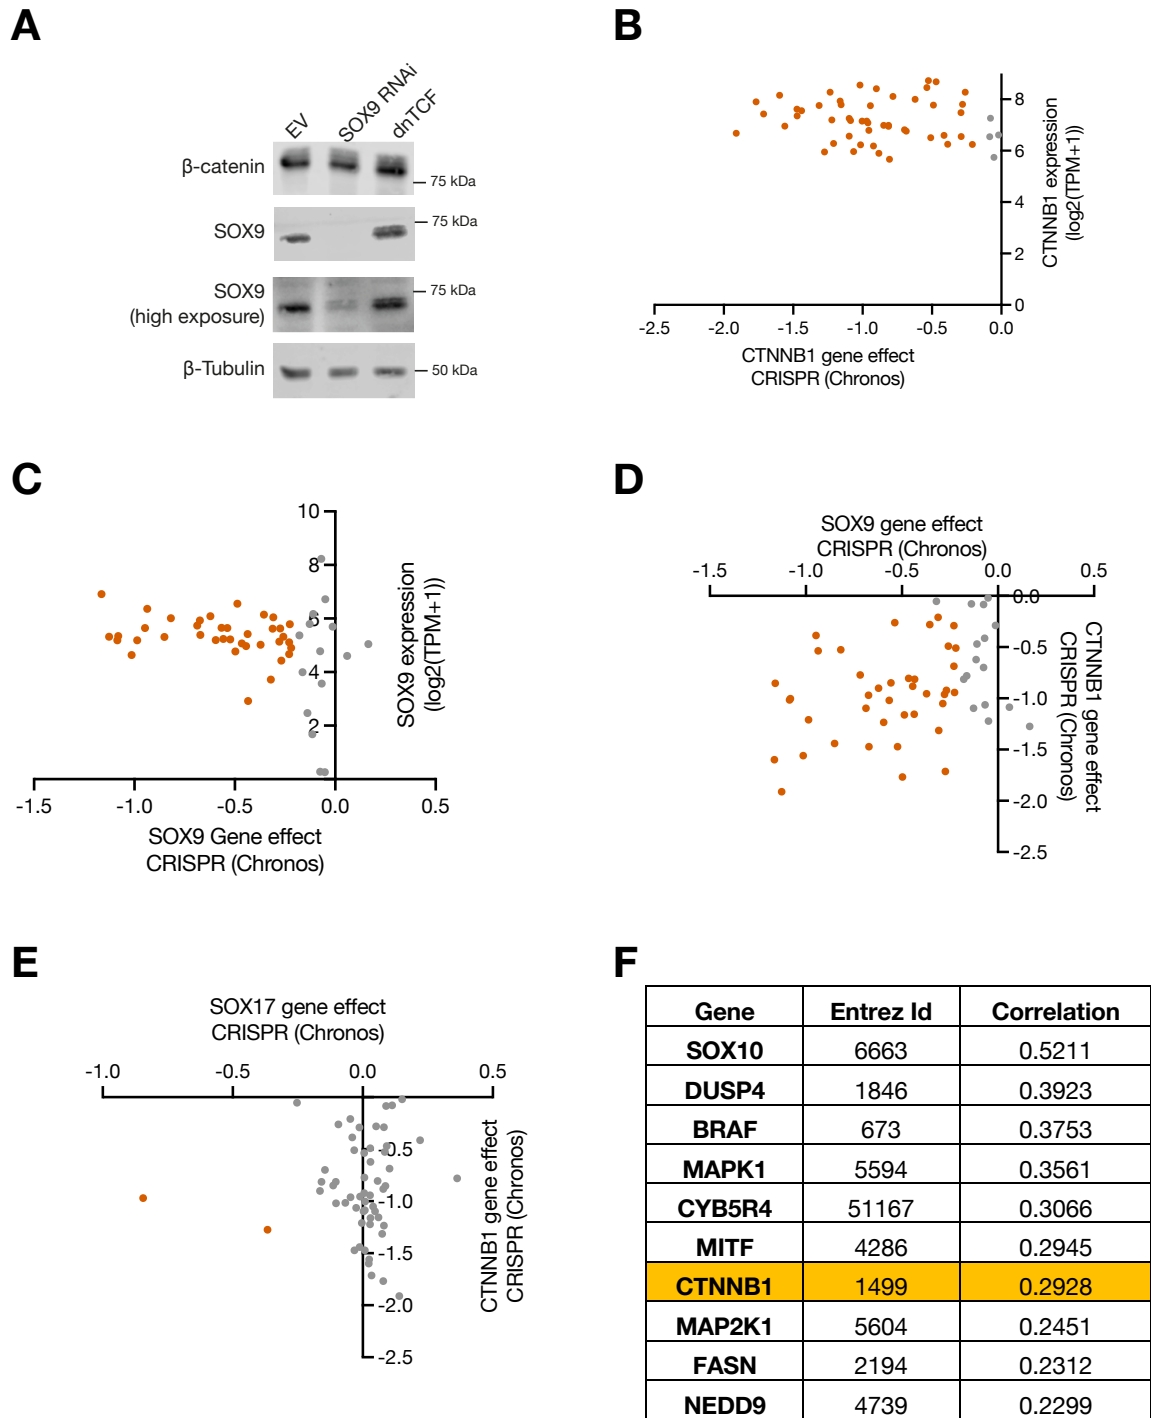 A
EV
SOX9 RNAi
dnTCF
β-catenin
75 kDa
SOX9
75 kDa
SOX9
(high exposure)
75 kDa
β-Tubulin
50 kDa
B
8
6
4
2
0
CTNNB1 expression
(log2(TPM+1))
-2.5 -2.0 -1.5 -1.0 -0.5 0.0
CTNNB1 gene effect
CRISPR (Chronos)
C
10
8
6
4
2
SOX9 expression
(log2(TPM+1))
-1.5 -1.0 -0.5 0.0 0.5
SOX9 Gene effect
CRISPR (Chronos)
D
SOX9 gene effect
CRISPR (Chronos)
-1.5 -1.0 -0.5 0.0 0.5
0.0
-0.5
-1.0
-1.5
-2.0
-2.5
CTNNB1 gene effect
CRISPR (Chronos)
E
SOX17 gene effect
CRISPR (Chronos)
-1.0 -0.5 0.0 0.5
-0.5
-1.0
-1.5
-2.0
-2.5
CTNNB1 gene effect
CRISPR (Chronos)
F
Gene Entrez Id Correlation
SOX10 6663 0.5211
DUSP4 1846 0.3923
BRAF 673 0.3753
MAPK1 5594 0.3561
CYB5R4 51167 0.3066
MITF 4286 0.2945
CTNNB1 1499 0.2928
MAP2K1 5604 0.2451
FASN 2194 0.2312
NEDD9 4739 0.2299